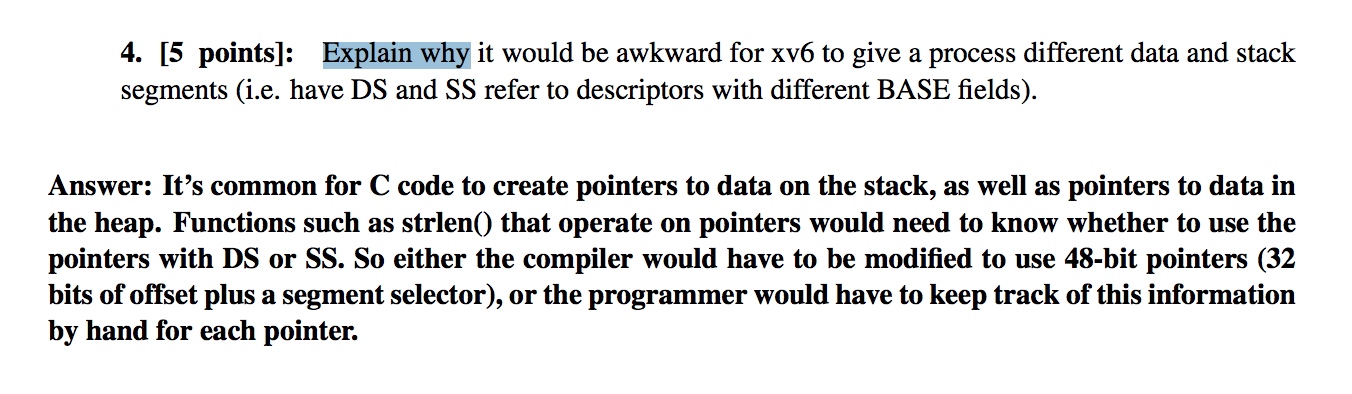 4. [5 points]: Explain why it would be awkward for xv6 to give a process different data and stack
segments (i.e. have DS and SS refer to descriptors with different BASE fields).
Answer: It’s common for C code to create pointers to data on the stack, as well as pointers to data in
the heap. Functions such as strlen() that operate on pointers would need to know whether to use the
pointers with DS or SS. So either the compiler would have to be modified to use 48-bit pointers (32
bits of offset plus a segment selector), or the programmer would have to keep track of this information
by hand for each pointer.